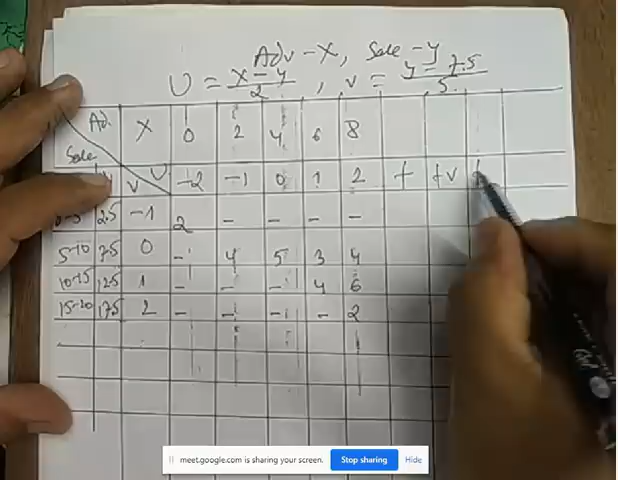 Adv - X, Sale - y
U = x - 4 / 2 , v = y - 7.5 / 5
Ad. X 0 2 4 6 8
Sale
y V U -2 -1 0 1 2 f fv
0-5 2.5 -1 2 - - - -
5-10 7.5 0 - 4 5 3 4
10-15 12.5 1 - - - 4 6
15-20 17.5 2 - - - - 2
meet.google.com is sharing your screen. Stop sharing Hide